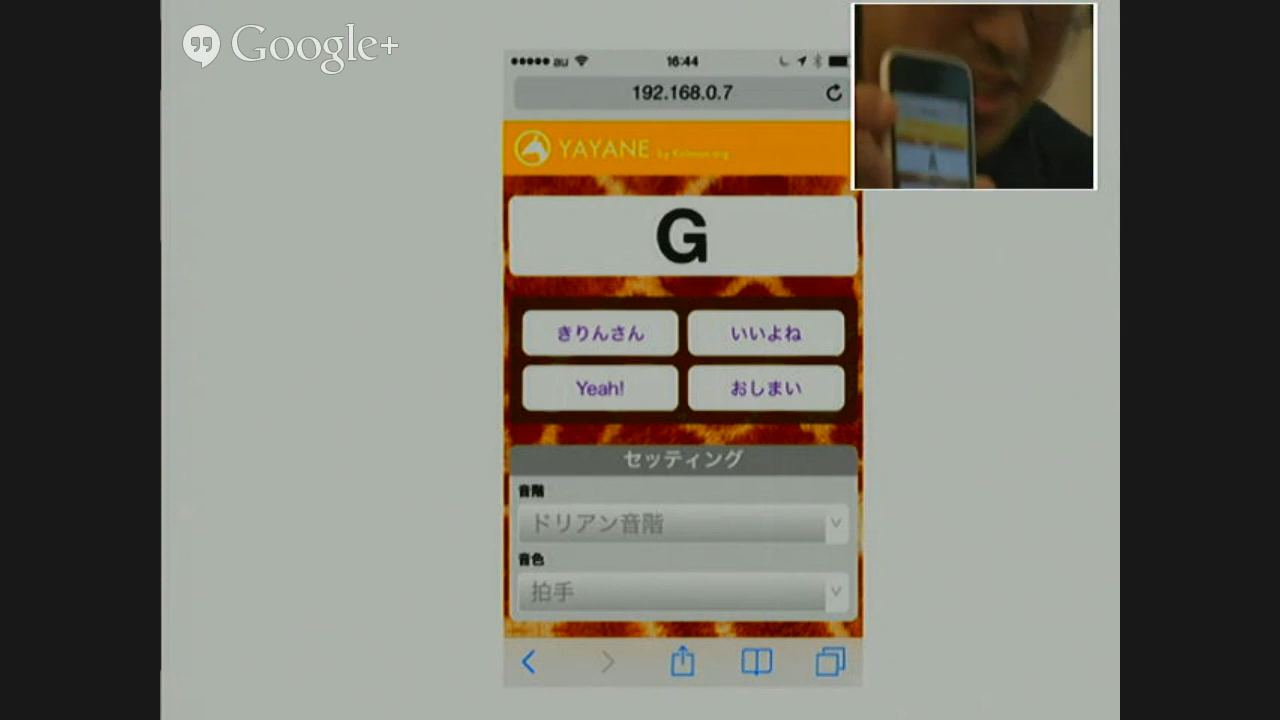 Google+
au 16:44
192.168.0.7
YAYANE
G
きりんさん いいよね
Yeah! おしまい
セッティング
音階
ドリアン音階
音色
拍手
A